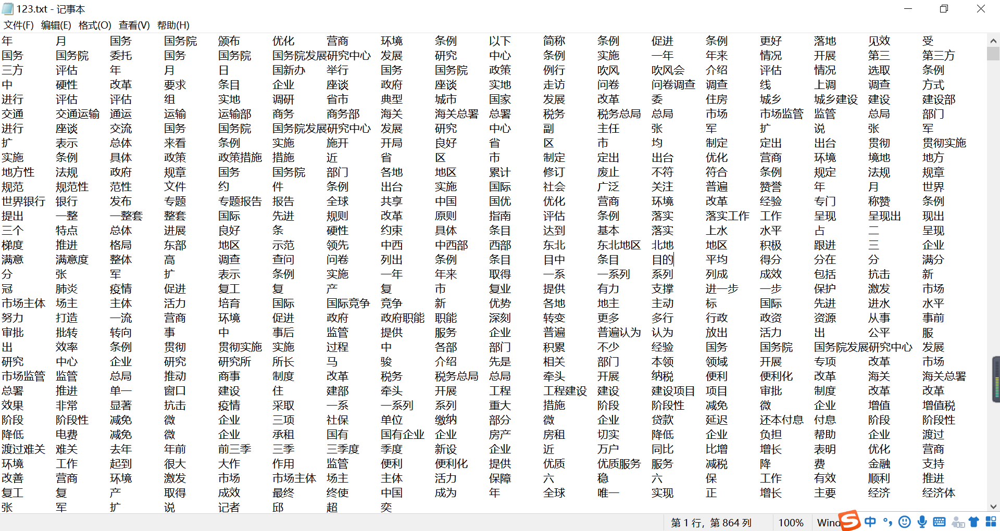 123.txt - 记事本
文件(F) 编辑(E) 格式(O) 查看(V) 帮助(H)
年 月 国务 国务院 颁布 优化 营商 环境 条例 以下 简称 条例 促进 条例 更好 落地 见效 受
国务 国务院 委托 国务 国务院 国务院发展研究中心 发展 研究 中心 条例 实施 一年 年来 情况 开展 第三 第三方
三方 评估 年 月 日 国新办 举行 国务 国务院 政策 例行 吹风 吹风会 介绍 评估 情况 选取 条例
中 硬性 改革 要求 条目 企业 座谈 政府 座谈 实地 走访 问卷 问卷调查 调查 线 上调 调查 方式
进行 评估 评估 组 实地 调研 省市 典型 城市 国家 发展 改革 委 住房 城乡 城乡建设 建设 建设部
交通 交通运输 通运 运输 运输部 商务 商务部 海关 海关总署 总署 税务 税务总局 总局 市场 市场监管 监管 总局 部门
进行 座谈 交流 国务 国务院 国务院发展研究中心 发展 研究 中心 副 主任 张 军 扩 说 张 军
扩 表示 总体 来看 条例 实施 施开 开局 良好 省 区 市 均 制定 定出 出台 贯彻 贯彻实施
实施 条例 具体 政策 政策措施 措施 近 省 区 市 制定 定出 出台 优化 营商 环境 境地 地方
地方性 法规 政府 规章 国务 国务院 部门 各地 地区 累计 修订 废止 不符 符合 条例 规定 法规 规章
规范 规范性 范性 文件 约 件 条例 出台 实施 国际 社会 广泛 关注 普遍 赞誉 年 月 世界
世界银行 银行 发布 专题 专题报告 报告 全球 共享 中国 国优 优化 营商 环境 改革 经验 专门 称赞 条例
提出 一整 一整套 整套 国际 先进 规则 改革 原则 指南 评估 条例 落实 落实工作 工作 呈现 呈现出 现出
三个 特点 总体 进展 良好 条 硬性 约束 具体 条目 达到 基本 落实 上水 水平 占 二 呈现
梯度 推进 格局 东部 地区 示范 领先 中西 中西部 西部 东北 东北地区 北地 地区 积极 跟进 三 企业
满意 满意度 整体 高 调查 查问 问卷 列出 条例 条目 目中 条目 目的 平均 得分 分在 分 满分
分 张 军 扩 表示 条例 实施 一年 年来 取得 一系 一系列 系列 列成 成效 包括 抗击 新
冠 肺炎 疫情 促进 复工 复 产 复 市 复业 提供 有力 支撑 进一步 一步 保护 激发 市场
市场主体 场主 主体 活力 培育 国际 国际竞争 竞争 新 优势 各地 地主 主动 标 国际 先进 进水 水平
努力 打造 一流 营商 环境 促进 政府 政府职能 职能 深刻 转变 更多 多行 行政 政资 资源 从事 事前
审批 批转 转向 事 中 事后 监管 提供 服务 企业 普遍 普遍认为 认为 放出 活力 出 公平 服
出 效率 条例 贯彻 贯彻实施 实施 过程 中 各部 部门 积累 不少 经验 国务 国务院 国务院发展研究中心 发展
研究 中心 企业 研究 研究所 所长 马 骏 介绍 先是 相关 部门 本领 领域 开展 专项 改革 市场
市场监管 监管 总局 推动 商事 制度 改革 税务 税务总局 总局 牵头 开展 纳税 便利 便利化 改革 海关 海关总署
总署 推进 单一 窗口 建设 住 建部 牵头 开展 工程 工程建设 建设 建设项目 项目 审批 制度 改革 改革
效果 非常 显著 抗击 疫情 采取 一系 一系列 系列 重大 措施 阶段 阶段性 减免 微 企业 增值 增值税
阶段 阶段性 减免 微 企业 三项 社保 单位 缴纳 部分 微 企业 贷款 延迟 还本付息 付息 阶段 阶段性
降低 电费 减免 微 企业 承租 国有 国有企业 企业 房产 房租 切实 降低 企业 负担 帮助 企业 渡过
渡过难关 难关 去年 年前 前三季 三季 三季度 季度 新设 企业 近 万户 同比 比增 增长 表明 优化 营商
环境 工作 起到 很大 大作 作用 监管 便利 便利化 提供 优质 优质服务 服务 减税 降 费 金融 支持
改善 营商 环境 激发 市场 市场主体 场主 主体 活力 保障 六 稳 六 保 工作 有效 顺利 推进
复工 复 产 取得 成效 最终 终使 中国 成为 年 全球 唯一 实现 正 增长 主要 经济 经济体
张 军 扩 说 记者 邱 超 奕
第 1 行，第 864 列 100% Wind
中